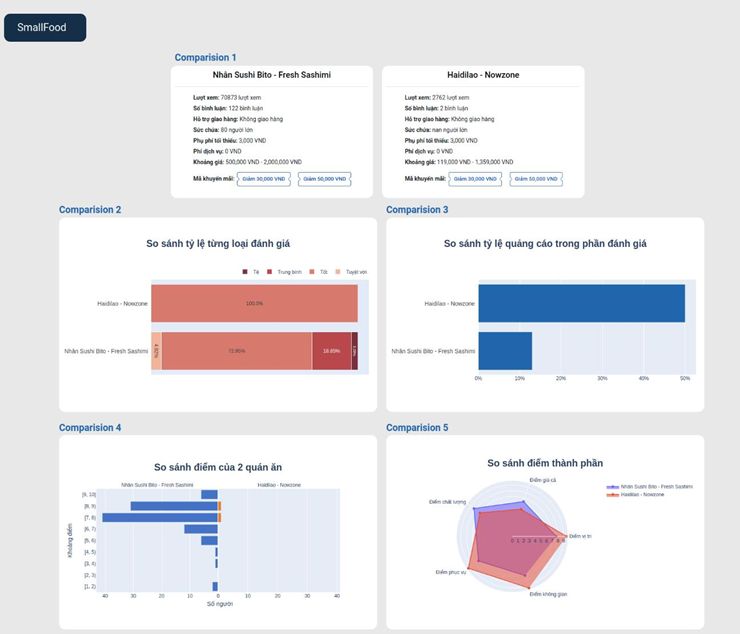 SmallFood
Comparision 1
Nhân Sushi Bito - Fresh Sashimi
Lượt xem: 70873 lượt xem
Số bình luận: 122 bình luận
Hỗ trợ giao hàng: Không giao hàng
Sức chứa: 80 người lớn
Phụ phí tối thiểu: 3,000 VND
Phí dịch vụ: 0 VND
Khoảng giá: 500,000 VND - 2,000,000 VND
Mã khuyến mãi: Giảm 30,000 VND Giảm 50,000 VND
Haidilao - Nowzone
Lượt xem: 2762 lượt xem
Số bình luận: 2 bình luận
Hỗ trợ giao hàng: Không giao hàng
Sức chứa: nan người lớn
Phụ phí tối thiểu: 3,000 VND
Phí dịch vụ: 0 VND
Khoảng giá: 119,000 VND - 1,359,000 VND
Mã khuyến mãi: Giảm 30,000 VND Giảm 50,000 VND
Comparision 2
So sánh tỷ lệ từng loại đánh giá
Tệ Trung bình Tốt Tuyệt vời
Haidilao - Nowzone
100.0%
Nhân Sushi Bito - Fresh Sashimi
4.92% 72.95% 18.85%
Comparision 3
So sánh tỷ lệ quảng cáo trong phần đánh giá
Haidilao - Nowzone
Nhân Sushi Bito - Fresh Sashimi
0% 10% 20% 30% 40% 50%
Comparision 4
So sánh điểm của 2 quán ăn
Nhân Sushi Bito - Fresh Sashimi Haidilao - Nowzone
Khoảng điểm
[9, 10]
[8, 9)
[7, 8)
[6, 7)
[5, 6)
[4, 5)
[3, 4)
[2, 3)
[1, 2)
40 30 20 10 0 10 20 30 40
Số người
Comparision 5
So sánh điểm thành phần
Điểm giá cả
Điểm chất lượng
Điểm vị trí
Điểm phục vụ
Điểm không gian
0 1 2 3 4 5 6 7 8 9
Nhân Sushi Bito - Fresh Sashimi
Haidilao - Nowzone